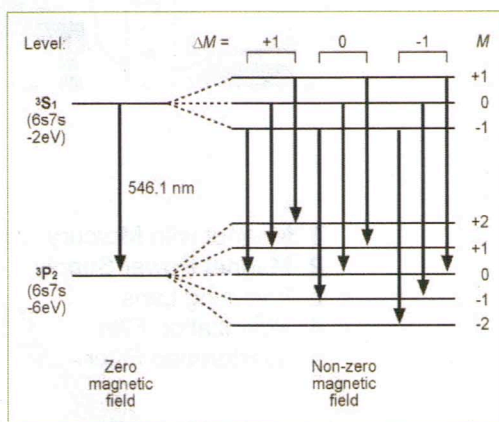 Level: ΔM = +1 0 -1 M
+1
³S₁ 0
(6s7s
-2eV) -1
546.1 nm
+2
+1
³P₂ 0
(6s7s
-6eV) -1
-2
Zero
magnetic
field
Non-zero
magnetic
field